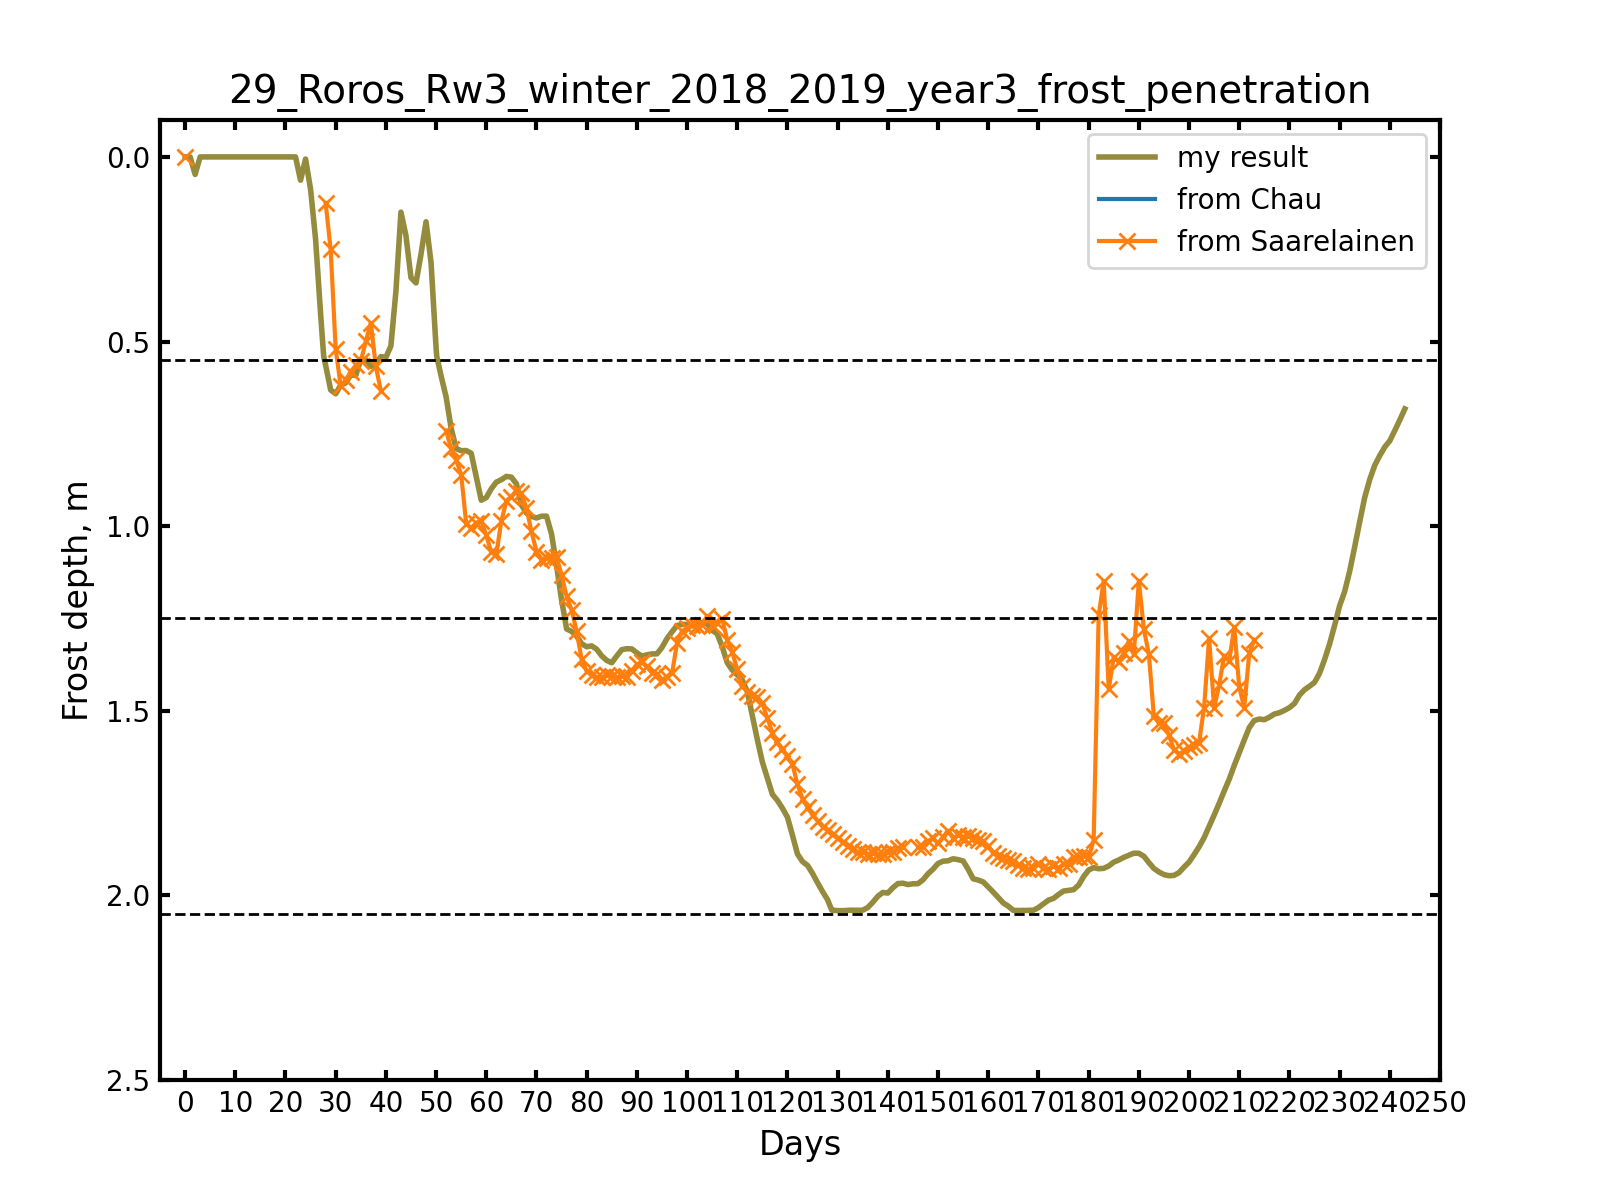 29_Roros_Rw3_winter_2018_2019_year3_frost_penetration
my result
from Chau
from Saarelainen
Frost depth, m
0.0
0.5
1.0
1.5
2.0
2.5
0 10 20 30 40 50 60 70 80 90 100 110 120 130 140 150 160 170 180 190 200 210 220 230 240 250
Days